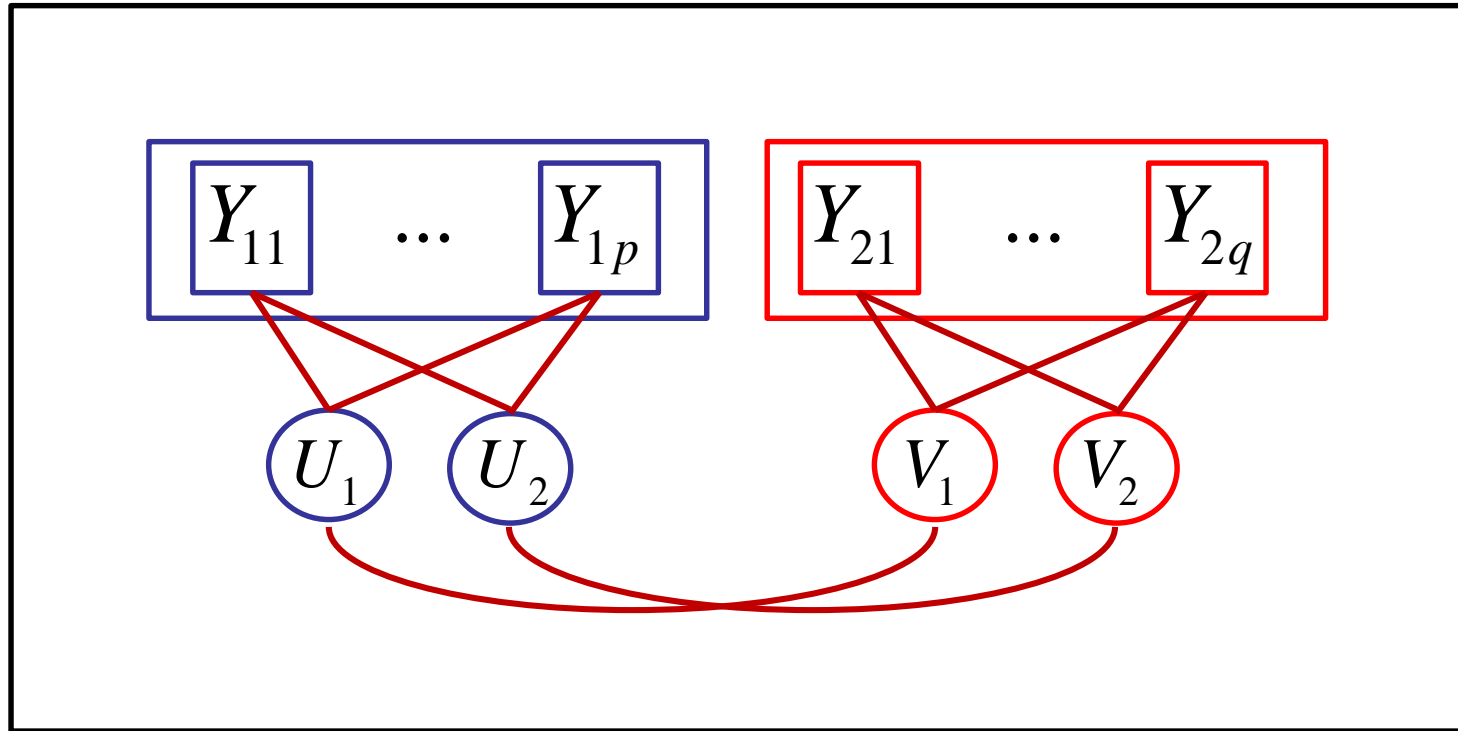 Y₁₁ ... Y₁ₚ Y₂₁ ... Y₂q
U₁ U₂ V₁ V₂